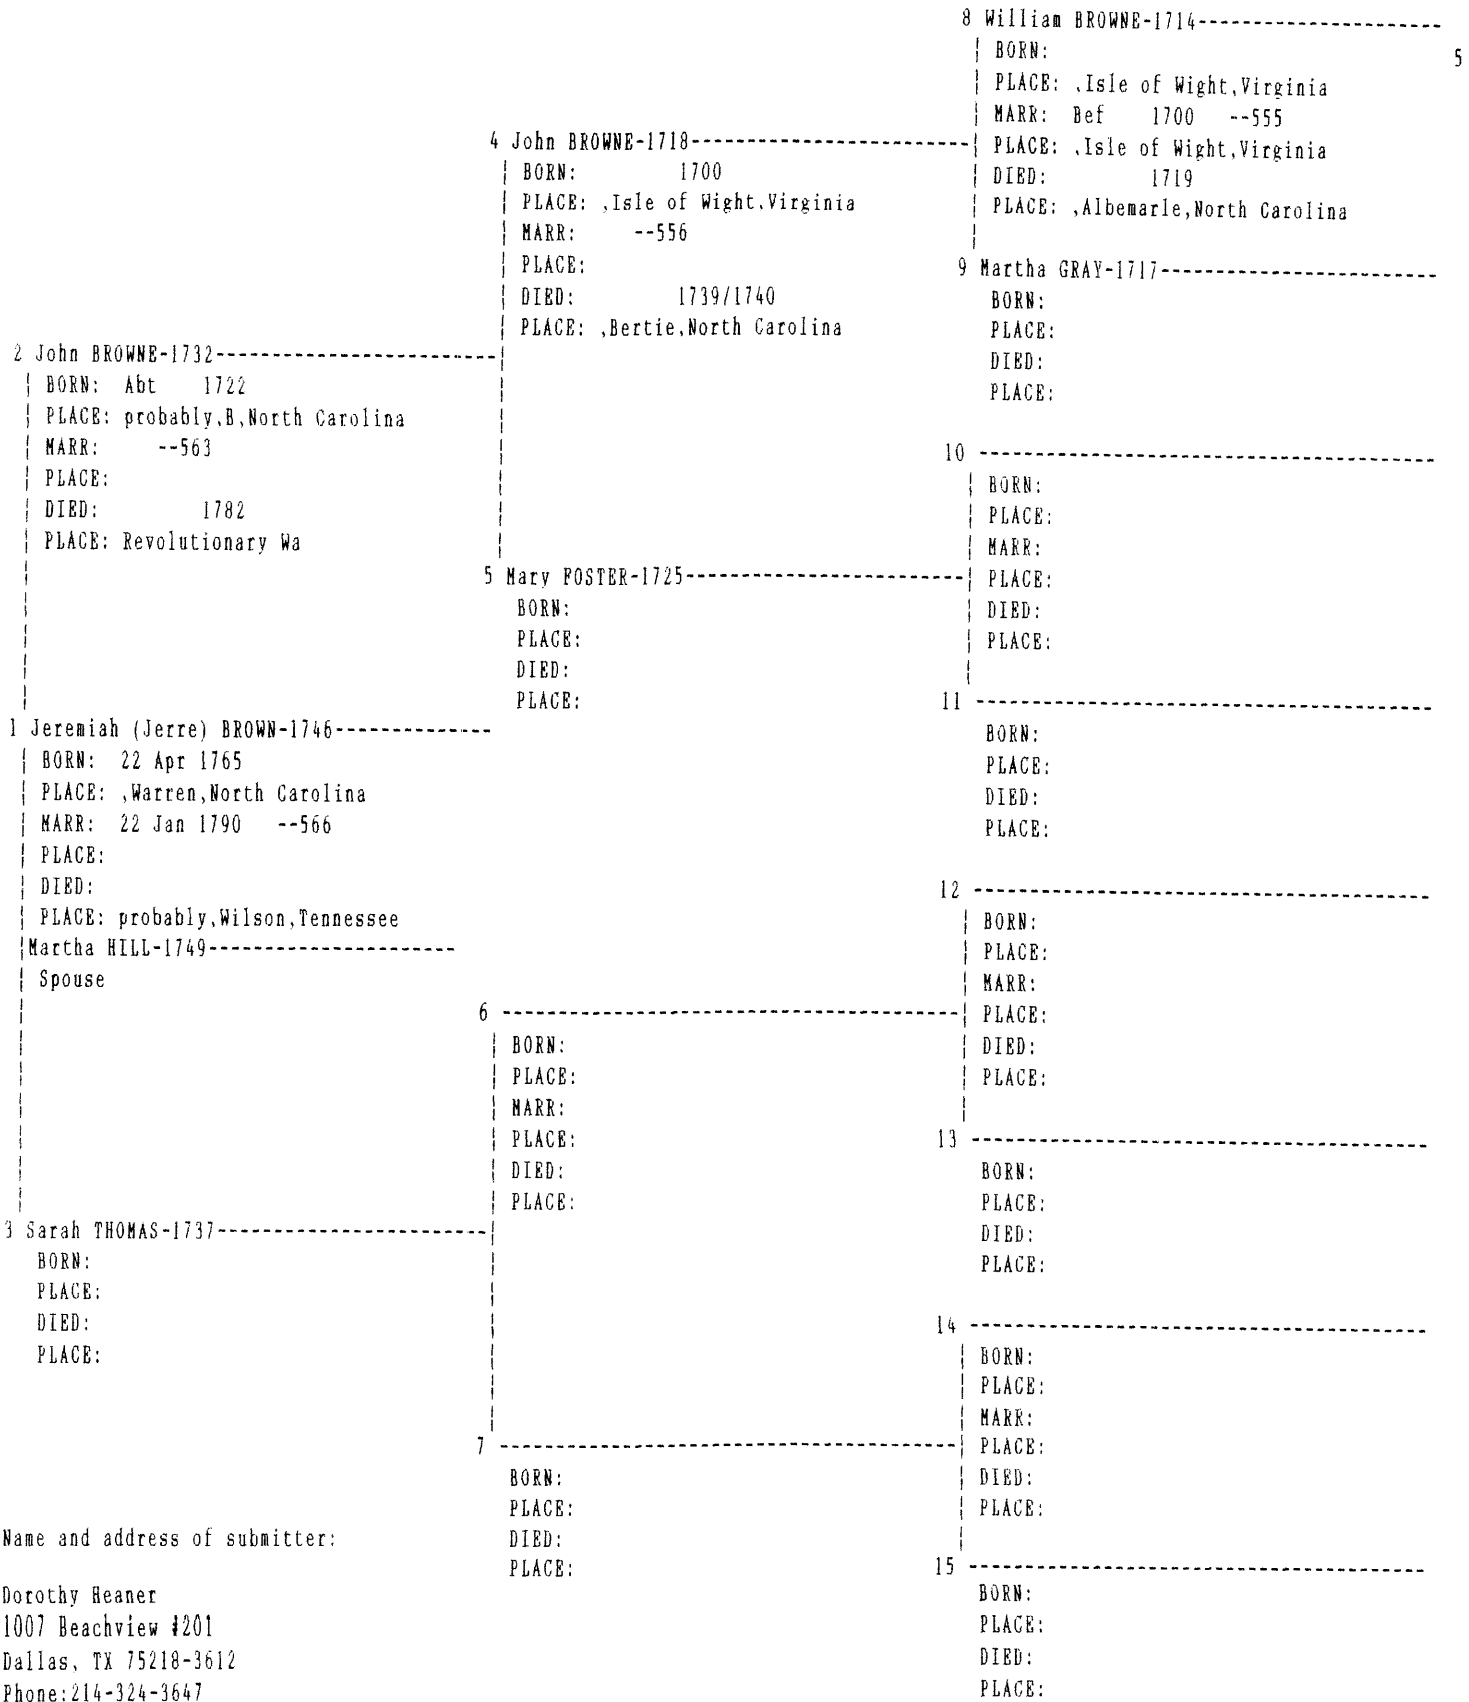 8 William BROWNE-1714----------------------
BORN:
5
PLACE: ,Isle of Wight,Virginia
MARR: Bef 1700 --555
PLACE: ,Isle of Wight,Virginia
DIED: 1719
PLACE: ,Albemarle,North Carolina
4 John BROWNE-1718-------------------------
BORN: 1700
PLACE: ,Isle of Wight,Virginia
MARR: --556
PLACE:
DIED: 1739/1740
PLACE: ,Bertie,North Carolina
9 Martha GRAY-1717-------------------------
BORN:
PLACE:
DIED:
PLACE:
2 John BROWNE-1732-------------------------
BORN: Abt 1722
PLACE: probably,B,North Carolina
MARR: --563
PLACE:
DIED: 1782
PLACE: Revolutionary Wa
10 -----------------------------------------
BORN:
PLACE:
MARR:
PLACE:
DIED:
PLACE:
5 Mary FOSTER-1725-------------------------
BORN:
PLACE:
DIED:
PLACE:
11 -----------------------------------------
BORN:
PLACE:
DIED:
PLACE:
1 Jeremiah (Jerre) BROWN-1746--------------
BORN: 22 Apr 1765
PLACE: ,Warren,North Carolina
MARR: 22 Jan 1790 --566
PLACE:
DIED:
PLACE: probably,Wilson,Tennessee
Martha HILL-1749----------------------
Spouse
12 -----------------------------------------
BORN:
PLACE:
MARR:
PLACE:
DIED:
PLACE:
6 -----------------------------------------
BORN:
PLACE:
MARR:
PLACE:
DIED:
PLACE:
13 -----------------------------------------
BORN:
PLACE:
DIED:
PLACE:
3 Sarah THOMAS-1737------------------------
BORN:
PLACE:
DIED:
PLACE:
14 -----------------------------------------
BORN:
PLACE:
MARR:
PLACE:
DIED:
PLACE:
7 -----------------------------------------
BORN:
PLACE:
DIED:
PLACE:
15 -----------------------------------------
BORN:
PLACE:
DIED:
PLACE:
Name and address of submitter:
Dorothy Heaner
1007 Beachview #201
Dallas, TX 75218-3612
Phone:214-324-3647